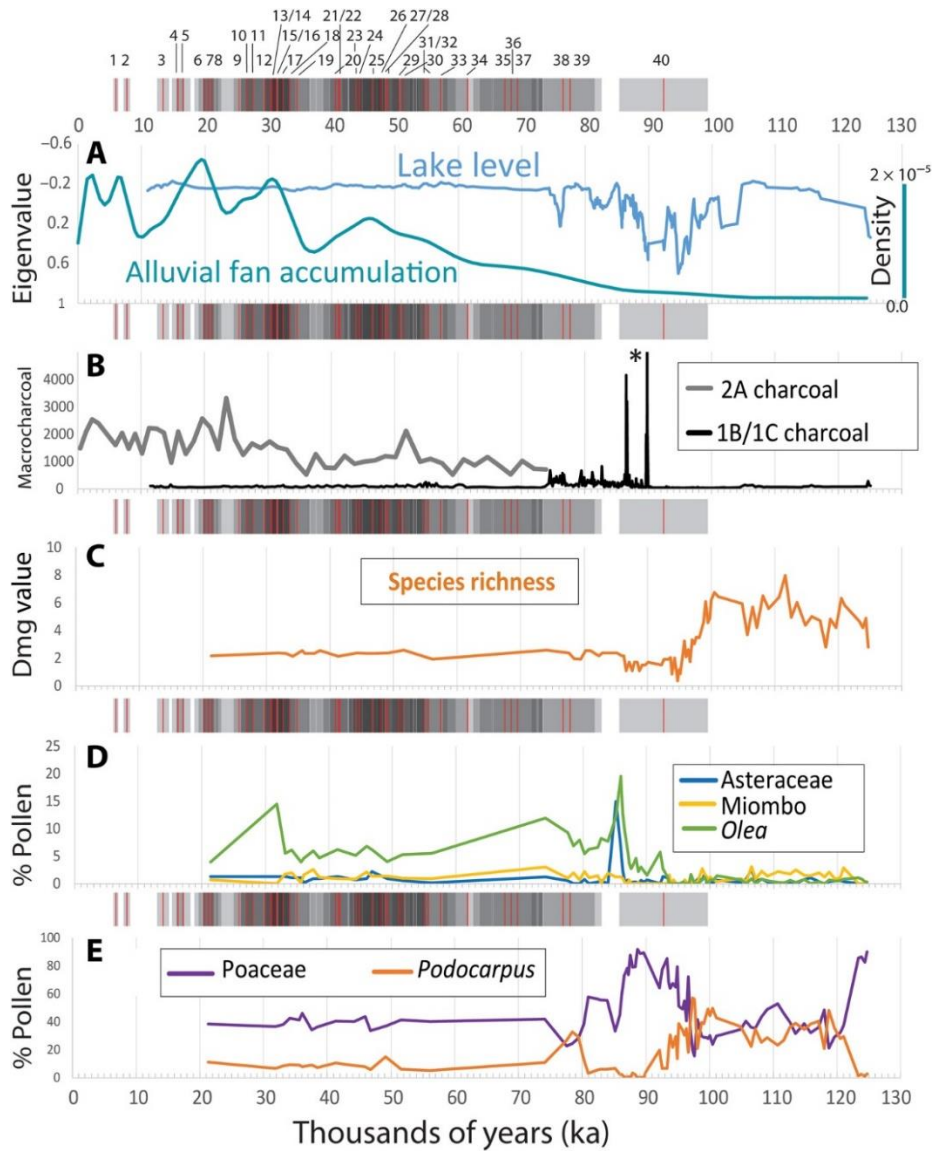 13/14 21/22 26 27/28
4 5 10 11 15/16 18 23 24 31/32 36
1 2 3 6 78 9 12 17 19 20 25 29 30 33 34 35 37 38 39 40
0 10 20 30 40 50 60 70 80 90 100 110 120 130
A
Lake level
Alluvial fan accumulation
Eigenvalue
−0.6
−0.2
0.2
0.6
1
2 × 10⁻⁵
Density
0.0
B
Macrocharcoal
4000
3000
2000
1000
0
*
2A charcoal
1B/1C charcoal
C
Dmg value
10
8
6
4
2
0
Species richness
D
% Pollen
25
20
15
10
5
0
Asteraceae
Miombo
Olea
E
% Pollen
100
80
60
40
20
0
Poaceae Podocarpus
0 10 20 30 40 50 60 70 80 90 100 110 120 130
Thousands of years (ka)